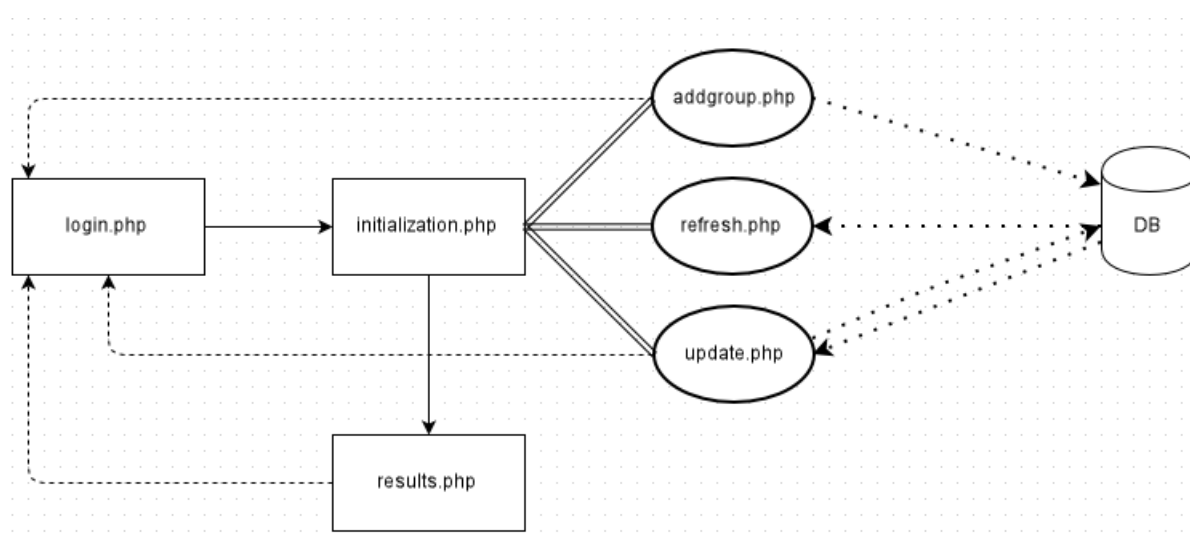 addgroup.php
login.php
initialization.php
refresh.php
DB
update.php
results.php